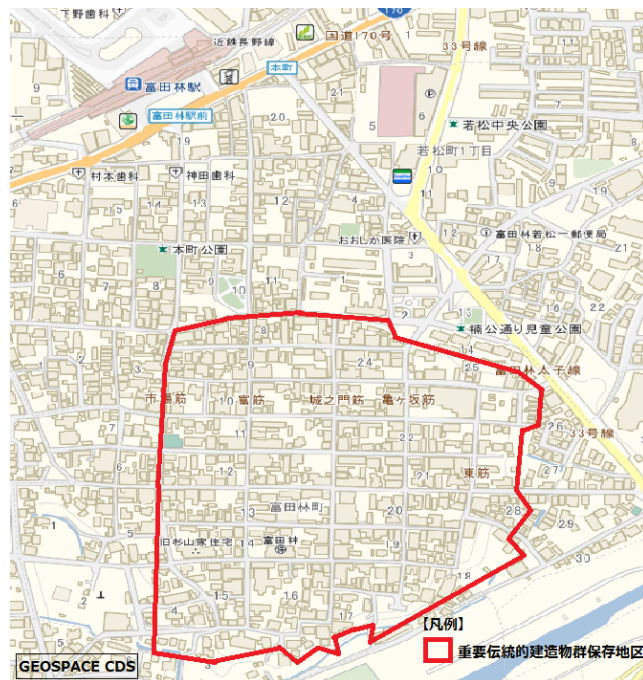 下野歯科
近鉄長野線
国道170号
170
33号線
本町
富田林駅
富田林駅前
若松中央公園
若松町1丁目
村本歯科
神田歯科
おおしか医院
富田林若松一郵便局
本町公園
楠公通り児童公園
富田林太子線
市場筋
富筋
城之門筋
亀ヶ坂筋
33号線
東筋
富田林町
旧杉山家住宅
富田林
【凡例】
重要伝統的建造物群保存地区
GEOSPACE CDS